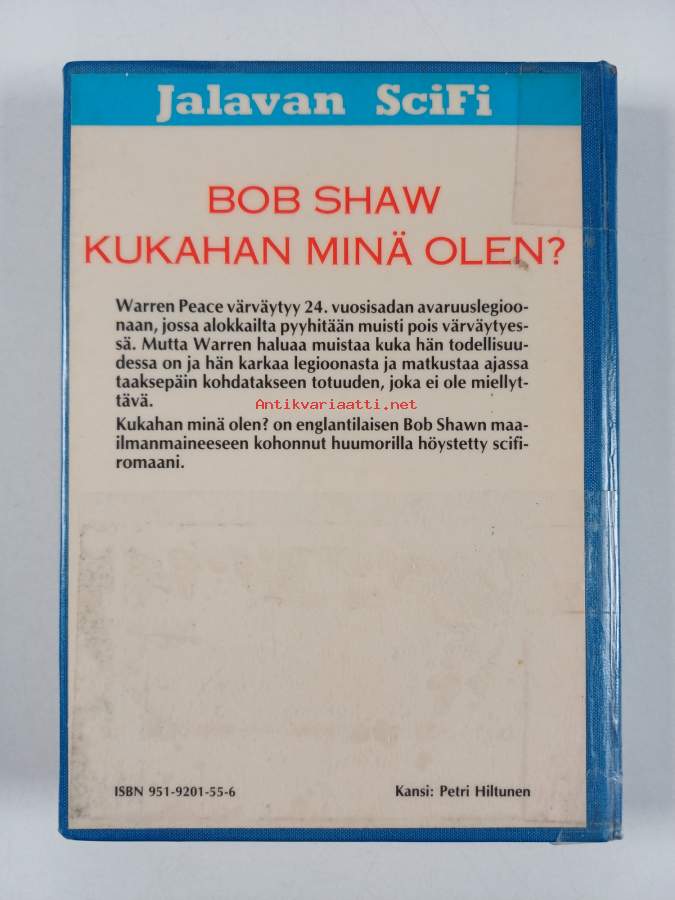 Jalavan SciFi
BOB SHAW
KUKAHAN MINÄ OLEN?
Warren Peace värväytyy 24. vuosisadan avaruuslegioo-
naan, jossa alokkailta pyyhitään muisti pois värväytyes-
sä. Mutta Warren haluaa muistaa kuka hän todellisuu-
dessa on ja hän karkaa legioonasta ja matkustaa ajassa
taaksepäin kohdatakseen totuuden, joka ei ole miellyt-
tävä.
Antikvariaatti.net
Kukahan minä olen? on englantilaisen Bob Shawn maa-
ilmanmaineeseen kohonnut huumorilla höystetty scifi-
romaani.
ISBN 951-9201-55-6
Kansi: Petri Hiltunen